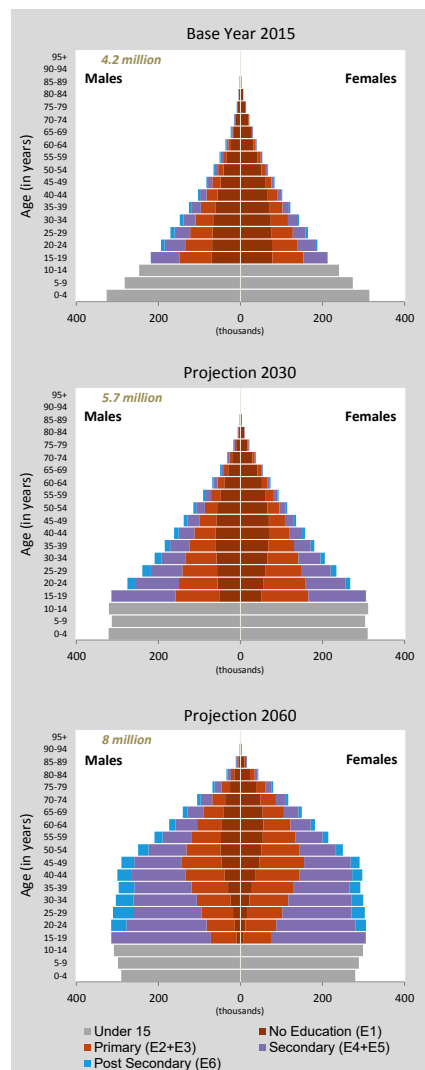 Base Year 2015
4.2 million
Males
Females
Age (in years)
95+
90-94
85-89
80-84
75-79
70-74
65-69
60-64
55-59
50-54
45-49
40-44
35-39
30-34
25-29
20-24
15-19
10-14
5-9
0-4
400 200 0 200 400
(thousands)
Projection 2030
5.7 million
Males
Females
Age (in years)
95+
90-94
85-89
80-84
75-79
70-74
65-69
60-64
55-59
50-54
45-49
40-44
35-39
30-34
25-29
20-24
15-19
10-14
5-9
0-4
400 200 0 200 400
(thousands)
Projection 2060
8 million
Males
Females
Age (in years)
95+
90-94
85-89
80-84
75-79
70-74
65-69
60-64
55-59
50-54
45-49
40-44
35-39
30-34
25-29
20-24
15-19
10-14
5-9
0-4
400 200 0 200 400
(thousands)
Under 15 No Education (E1)
Primary (E2+E3) Secondary (E4+E5)
Post Secondary (E6)